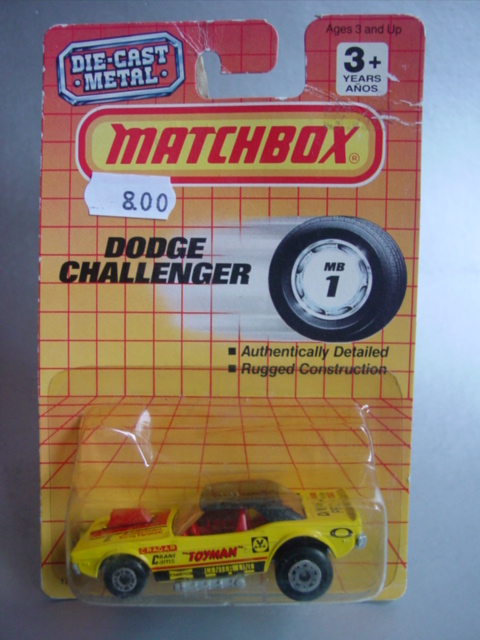 Ages 3 and Up
DIE-CAST
METAL
3+
YEARS
AÑOS
MATCHBOX®
800
DODGE
CHALLENGER
MB
1
■ Authentically Detailed
■ Rugged Construction
CRAGAR
TOYMAN